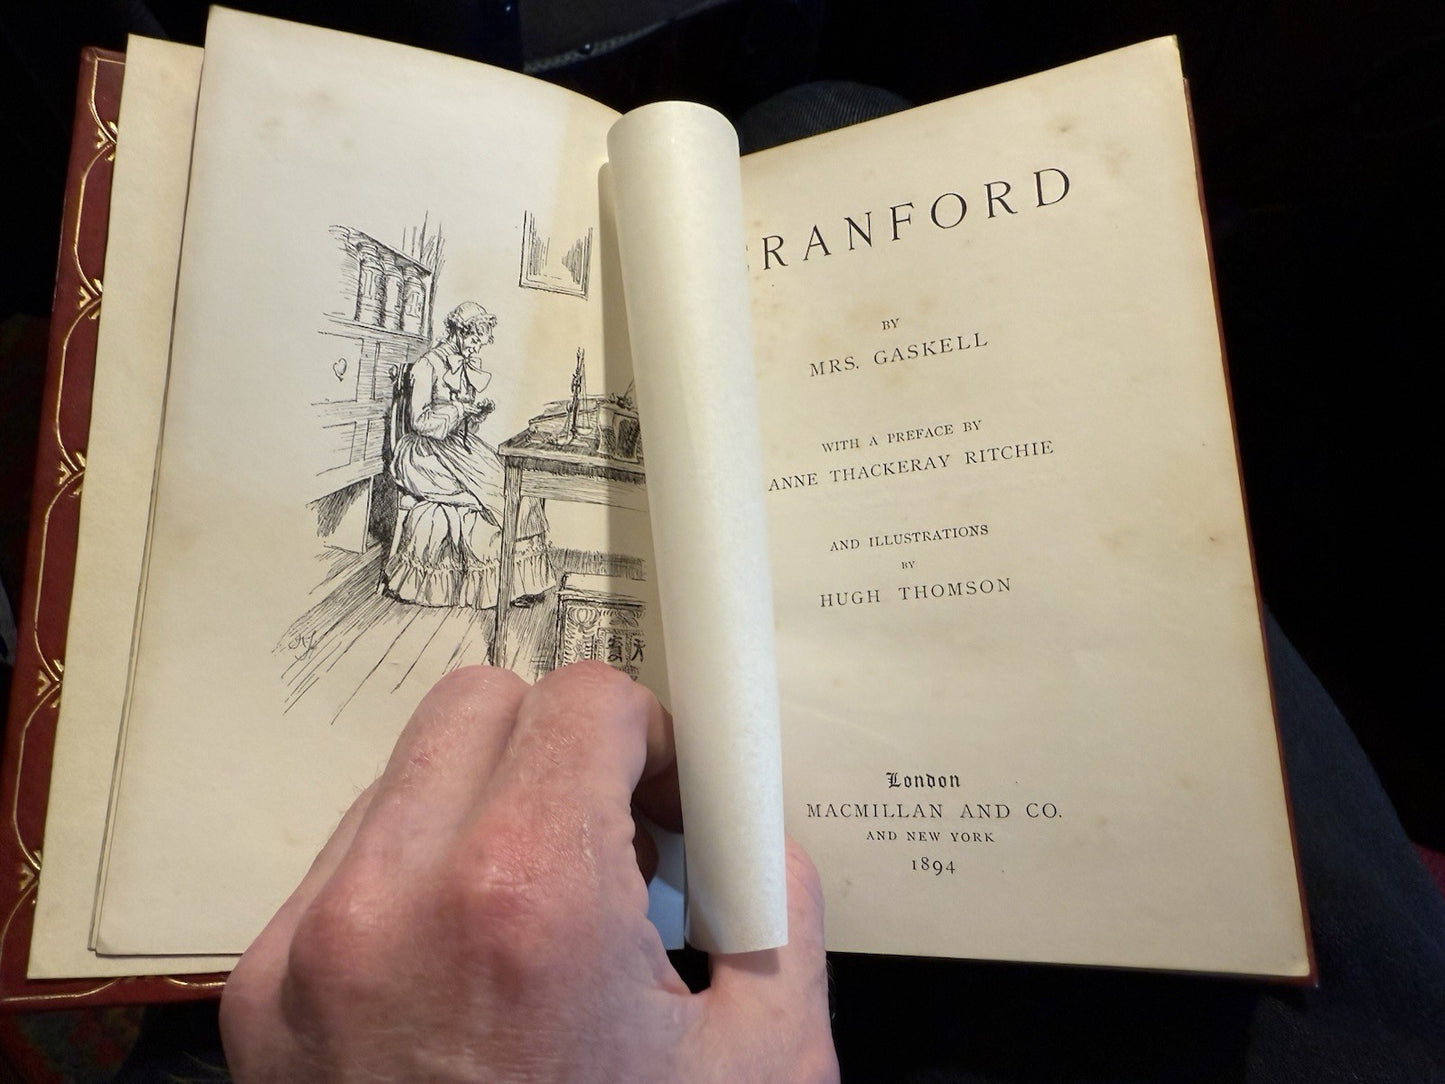 CRANFORD
BY
MRS. GASKELL
WITH A PREFACE BY
ANNE THACKERAY RITCHIE
AND ILLUSTRATIONS
BY
HUGH THOMSON
London
MACMILLAN AND CO.
AND NEW YORK
1894